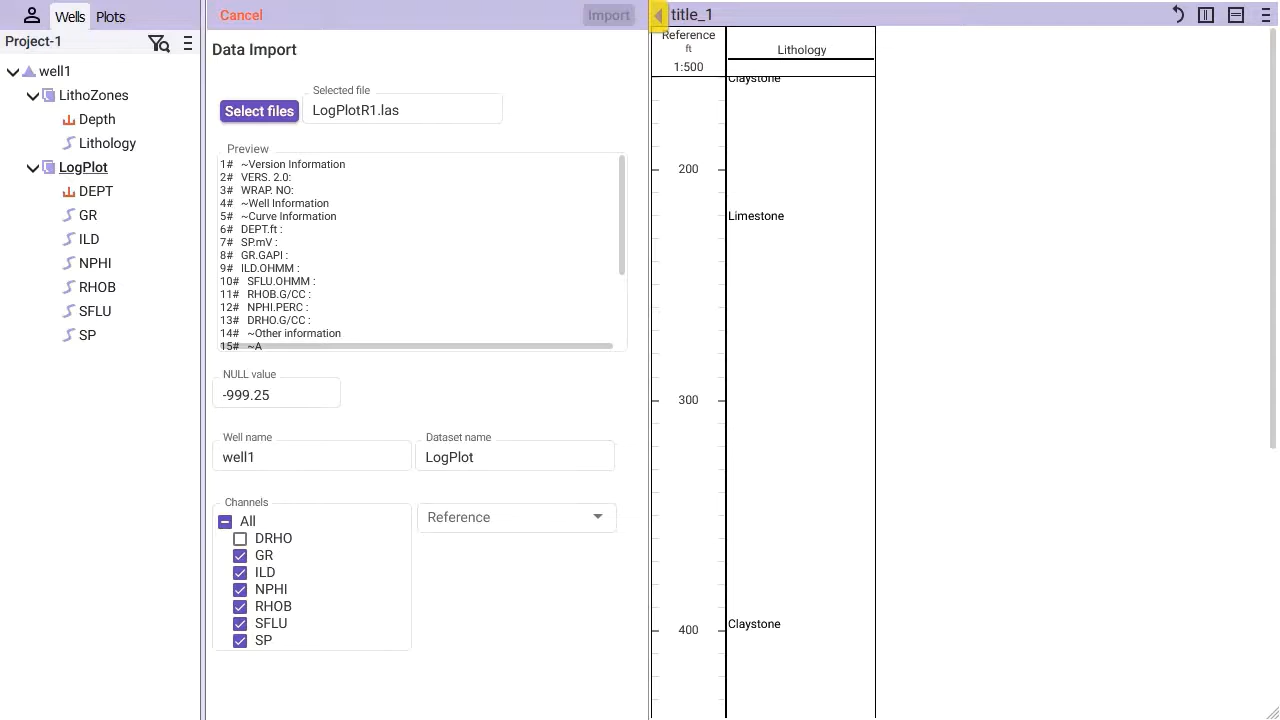 Wells Plots
Project-1
well1
LithoZones
Depth
Lithology
LogPlot
DEPT
GR
ILD
NPHI
RHOB
SFLU
SP
Cancel
Import
Data Import
Select files
Selected file
LogPlotR1.las
Preview
1# ~Version Information
2# VERS. 2.0:
3# WRAP. NO:
4# ~Well Information
5# ~Curve Information
6# DEPT.ft :
7# SP.mV :
8# GR.GAPI :
9# ILD.OHMM :
10# SFLU.OHMM :
11# RHOB.G/CC :
12# NPHI.PERC :
13# DRHO.G/CC :
14# ~Other information
15# ~A
NULL value
-999.25
Well name
well1
Dataset name
LogPlot
Channels
All
DRHO
GR
ILD
NPHI
RHOB
SFLU
SP
Reference
title_1
Reference
ft
1:500
Lithology
Claystone
200
Limestone
300
400
Claystone